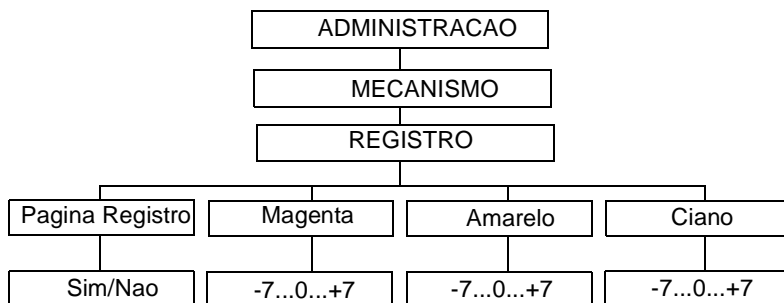 ADMINISTRACAO
MECANISMO
REGISTRO
Pagina Registro Magenta Amarelo Ciano
Sim/Nao -7...0...+7 -7...0...+7 -7...0...+7